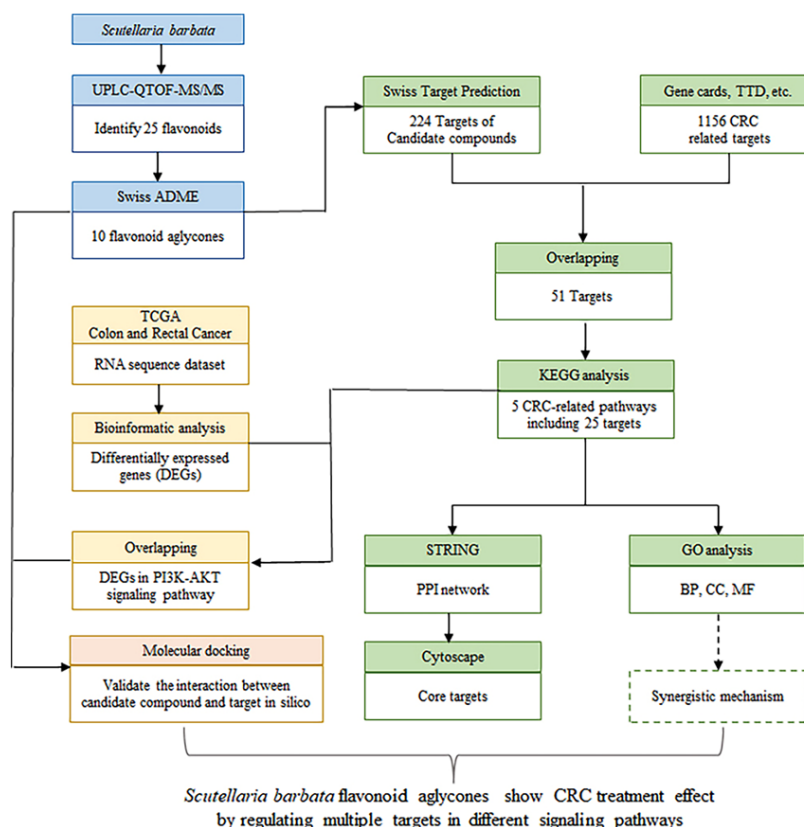 Scutellaria barbata
UPLC-QTOF-MS/MS
Identify 25 flavonoids
Swiss ADME
10 flavonoid aglycones
Swiss Target Prediction
224 Targets of
Candidate compounds
Gene cards, TTD, etc.
1156 CRC
related targets
Overlapping
51 Targets
TCGA
Colon and Rectal Cancer
RNA sequence dataset
Bioinformatic analysis
Differentially expressed
genes (DEGs)
KEGG analysis
5 CRC-related pathways
including 25 targets
Overlapping
DEGs in PI3K-AKT
signaling pathway
STRING
PPI network
GO analysis
BP, CC, MF
Molecular docking
Validate the interaction between
candidate compound and target in silico
Cytoscape
Core targets
Synergistic mechanism
Scutellaria barbata flavonoid aglycones show CRC treatment effect
by regulating multiple targets in different signaling pathways